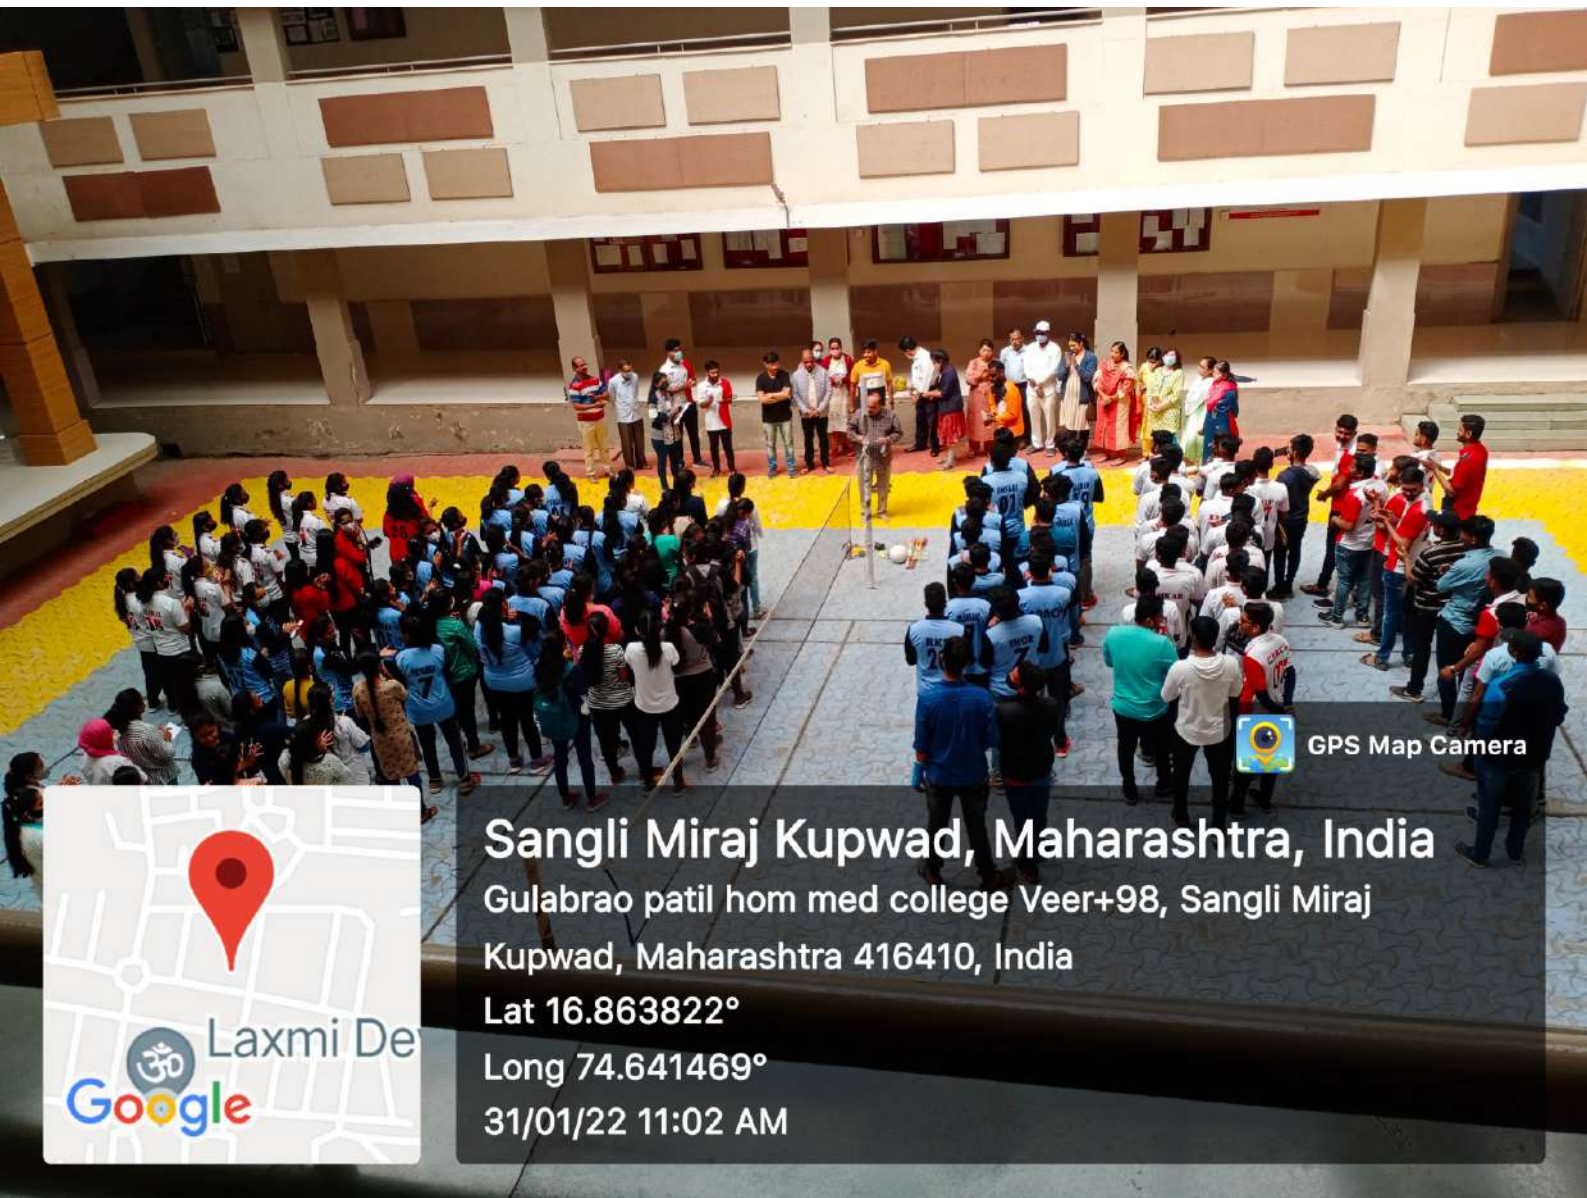 GPS Map Camera
Sangli Miraj Kupwad, Maharashtra, India
Gulabrao patil hom med college Veer+98, Sangli Miraj
Kupwad, Maharashtra 416410, India
Lat 16.863822°
Long 74.641469°
31/01/22 11:02 AM
Laxmi De
Google